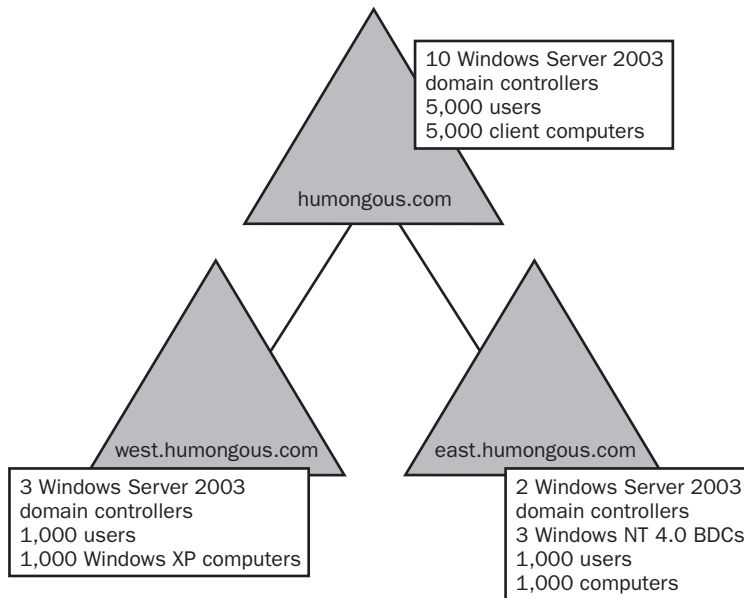 10 Windows Server 2003
domain controllers
5,000 users
5,000 client computers
humongous.com
west.humongous.com
east.humongous.com
3 Windows Server 2003
domain controllers
1,000 users
1,000 Windows XP computers
2 Windows Server 2003
domain controllers
3 Windows NT 4.0 BDCs
1,000 users
1,000 computers